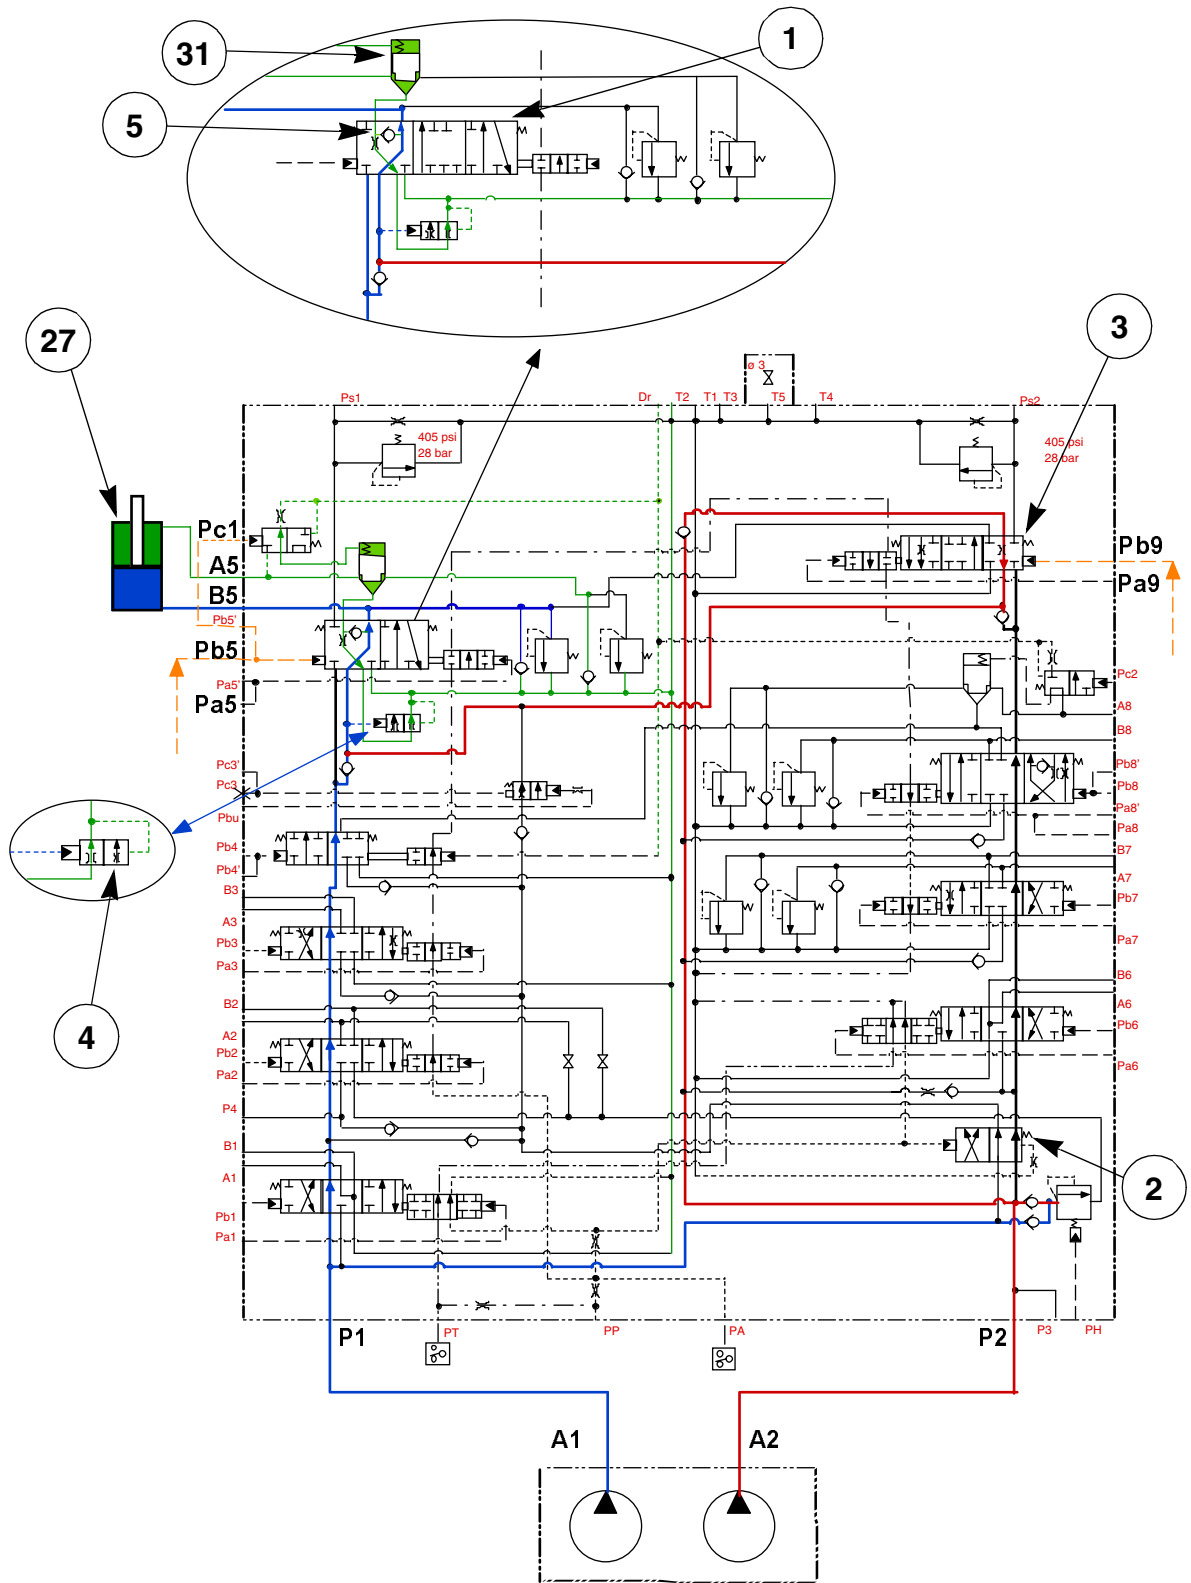 31
1
5
27
3
ø 3
Ps1
Dr
T2
T1
T3
T5
T4
Ps2
405 psi
28 bar
405 psi
28 bar
Pc1
Pb9
A5
Pa9
B5
Pb5'
Pb5
Pc2
Pa5'
Pa5
A8
B8
Pc3'
Pb8'
Pc3
Pb8
Pa8'
Pbu
Pa8
Pb4
B7
Pb4'
A7
B3
Pb7
A3
Pb3
Pa7
Pa3
B6
B2
A6
4
A2
Pb6
Pb2
Pa6
Pa2
P4
B1
A1
2
Pb1
Pa1
P1
PT
PP
PA
P2
P3
PH
A1
A2